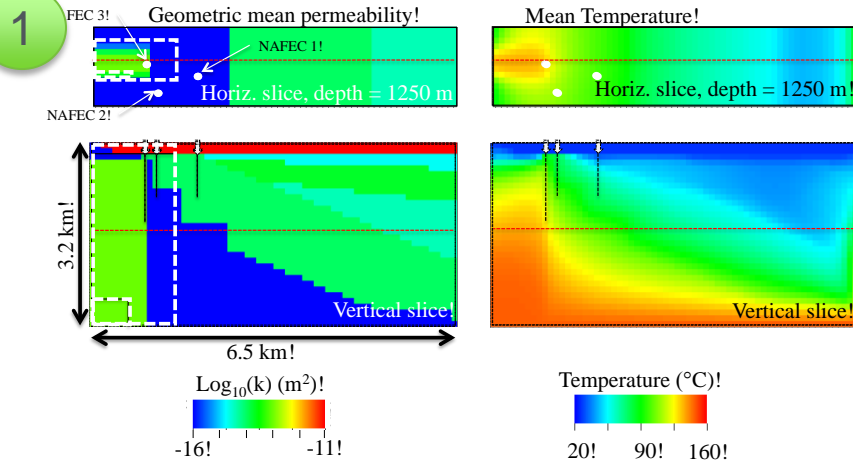 1
FEC 3!
Geometric mean permeability!
Mean Temperature!
NAFEC 1!
Horiz. slice, depth = 1250 m
Horiz. slice, depth = 1250 m!
NAFEC 2!
3.2 km!
Vertical slice!
Vertical slice!
6.5 km!
Log10(k) (m2)!
Temperature (°C)!
-16!
-11!
20!
90!
160!